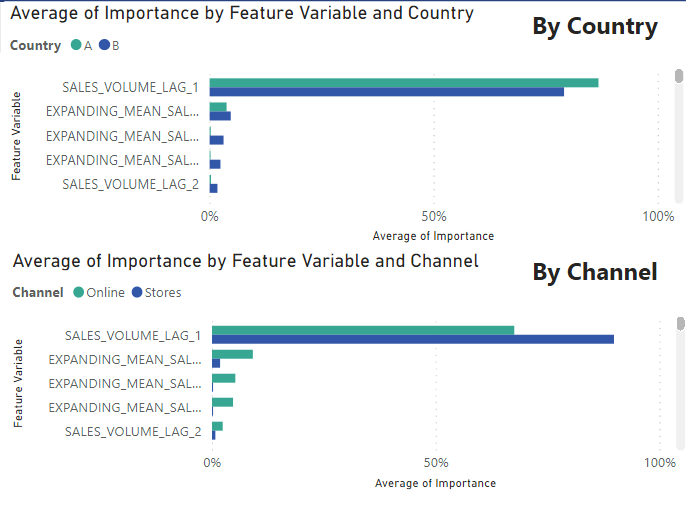 Average of Importance by Feature Variable and Country
By Country
Country A B
Feature Variable
SALES_VOLUME_LAG_1
EXPANDING_MEAN_SAL...
EXPANDING_MEAN_SAL...
EXPANDING_MEAN_SAL...
SALES_VOLUME_LAG_2
0% 50% 100%
Average of Importance
Average of Importance by Feature Variable and Channel
By Channel
Channel Online Stores
Feature Variable
SALES_VOLUME_LAG_1
EXPANDING_MEAN_SAL...
EXPANDING_MEAN_SAL...
EXPANDING_MEAN_SAL...
SALES_VOLUME_LAG_2
0% 50% 100%
Average of Importance